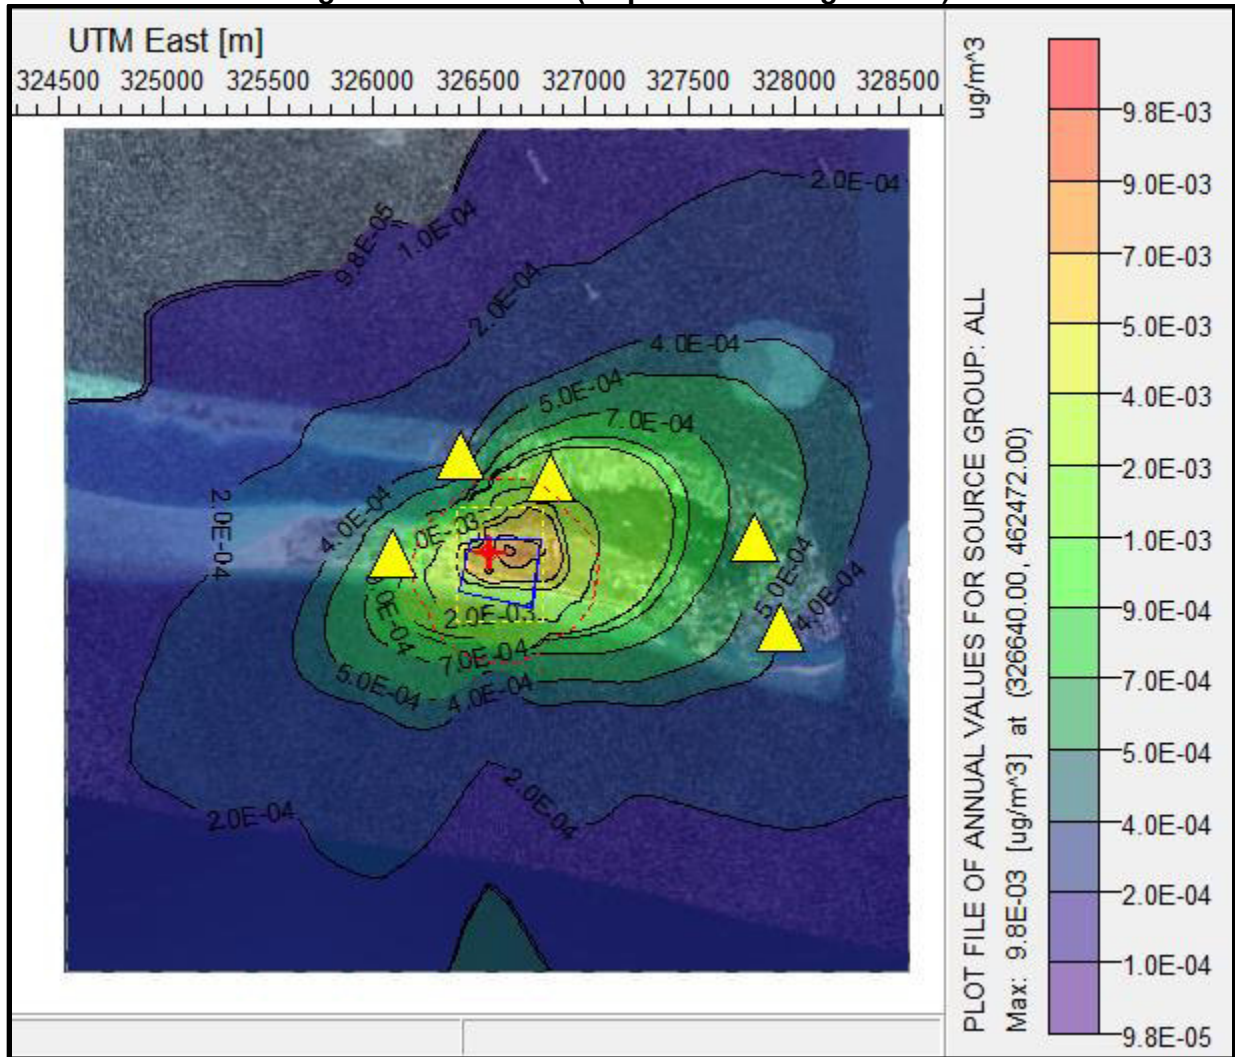 UTM East [m]
324500 325000 325500 326000 326500 327000 327500 328000 328500
2.0E-04
9.8E-05
1.0E-04
2.0E-04
4.0E-04
5.0E-04
7.0E-04
2.0E-04
4.0E-04
0E-03
0E-04
2.0E-03
5.0E-04
4.0E-04
7.0E-04
5.0E-04
4.0E-04
2.0E-04
2.0E-04
PLOT FILE OF ANNUAL VALUES FOR SOURCE GROUP: ALL
ug/m^3
Max: 9.8E-03 [ug/m^3] at (326640.00, 462472.00)
9.8E-03
9.0E-03
7.0E-03
5.0E-03
4.0E-03
2.0E-03
1.0E-03
9.0E-04
7.0E-04
5.0E-04
4.0E-04
2.0E-04
1.0E-04
9.8E-05